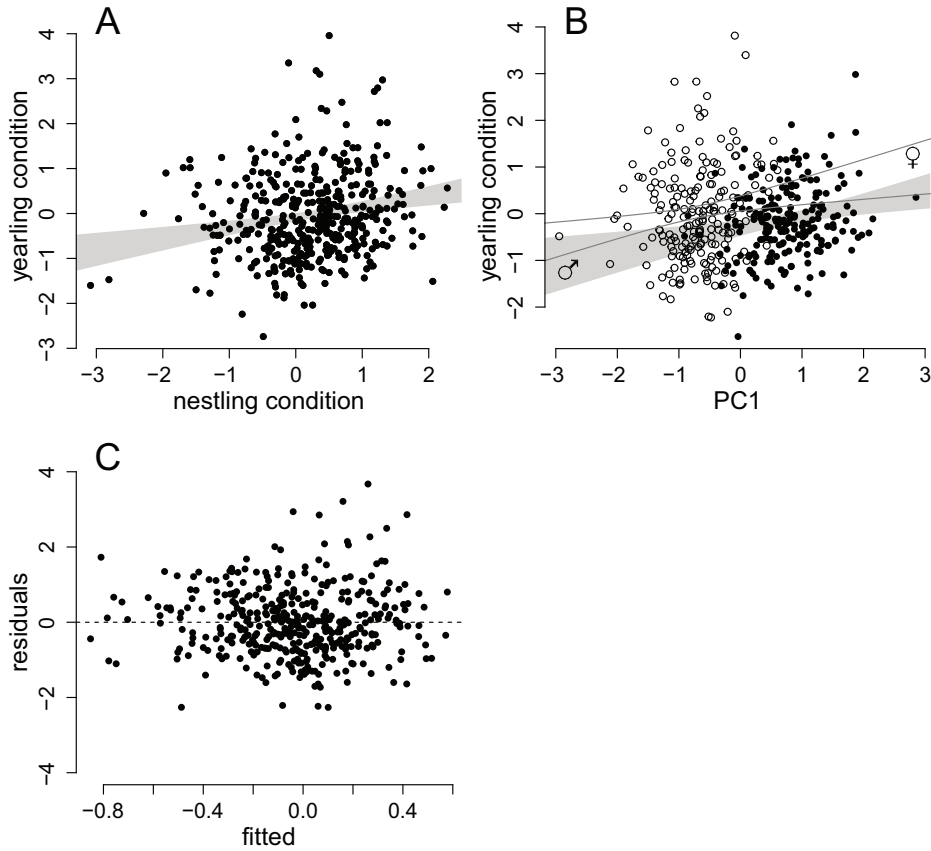 A
yearling condition
−3 −2 −1 0 1 2 3 4
−3 −2 −1 0 1 2
nestling condition
B
yearling condition
−2 −1 0 1 2 3 4
♀
♂
−3 −2 −1 0 1 2 3
PC1
C
residuals
−4 −2 0 2 4
−0.8 −0.4 0.0 0.4
fitted